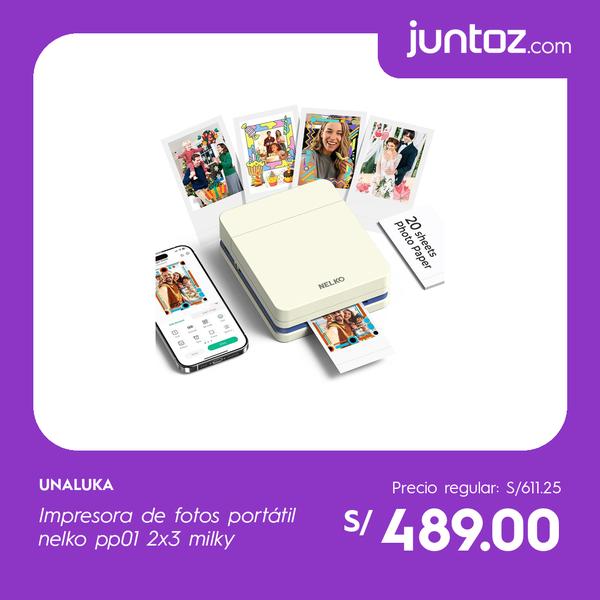 juntoz.com
20 sheets
Photo Paper
NELKO
UNALUKA
Impresora de fotos portátil
nelko pp01 2x3 milky
Precio regular: S/611.25
S/ 489.00